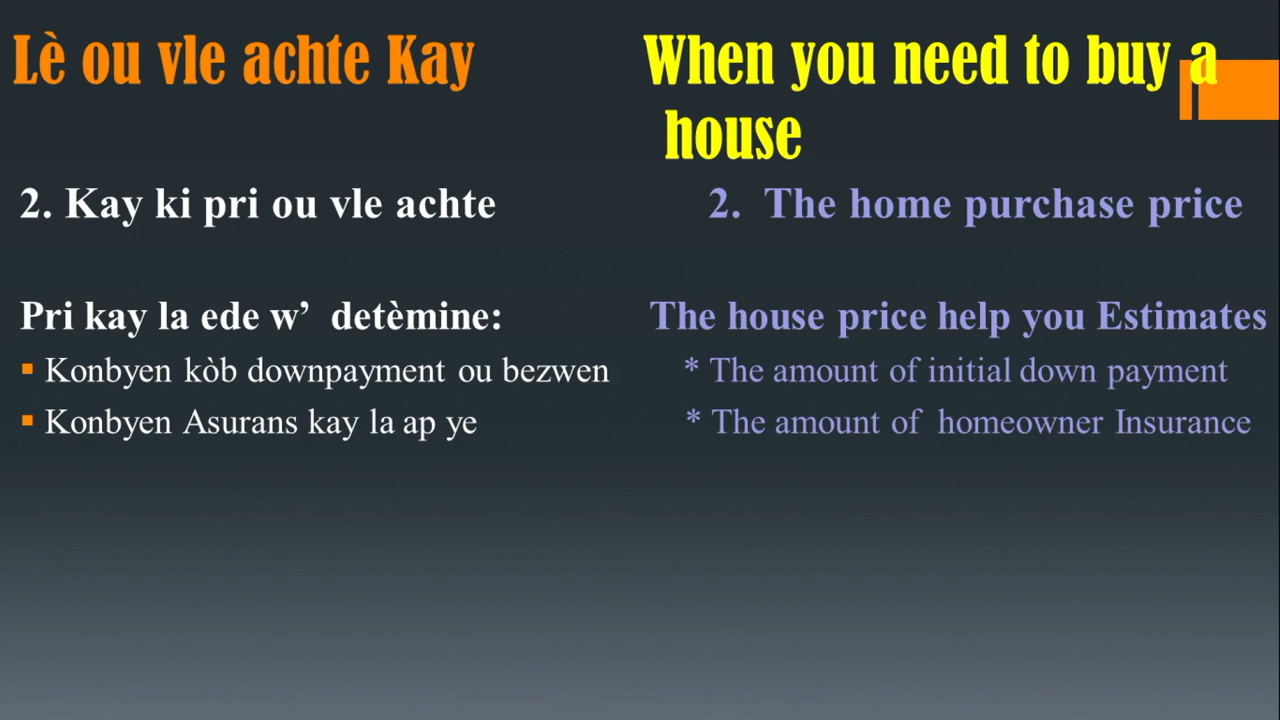 Lè ou vle achte Kay
2. Kay ki pri ou vle achte
Pri kay la ede w’ detèmine:
▪ Konbyen kòb downpayment ou bezwen
▪ Konbyen Asurans kay la ap ye
When you need to buy a
house
2. The home purchase price
The house price help you Estimates
* The amount of initial down payment
* The amount of homeowner Insurance